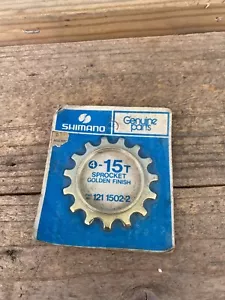 SHIMANO
Genuine
parts
4-15T
SPROCKET
GOLDEN FINISH
121 1502-2